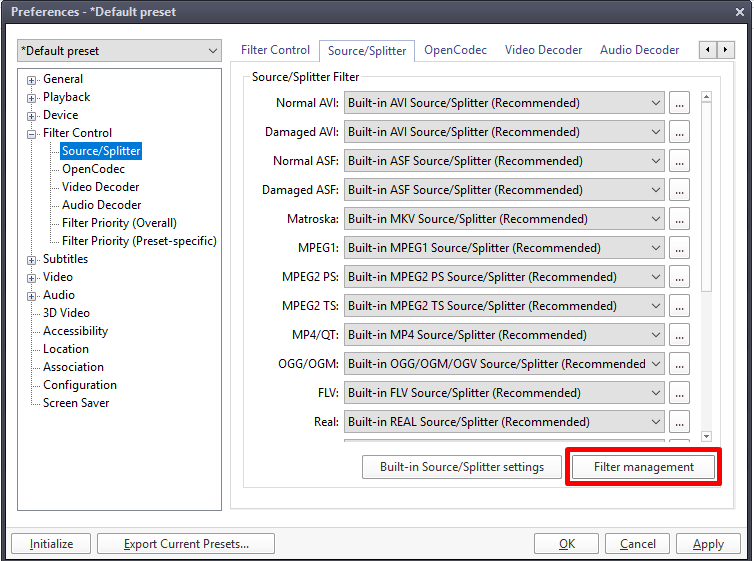 Preferences - *Default preset
*Default preset
General
Playback
Device
Filter Control
Source/Splitter
OpenCodec
Video Decoder
Audio Decoder
Filter Priority (Overall)
Filter Priority (Preset-specific)
Subtitles
Video
Audio
3D Video
Accessibility
Location
Association
Configuration
Screen Saver
Filter Control Source/Splitter OpenCodec Video Decoder Audio Decoder
Source/Splitter Filter
Normal AVI: Built-in AVI Source/Splitter (Recommended) ...
Damaged AVI: Built-in AVI Source/Splitter (Recommended) ...
Normal ASF: Built-in ASF Source/Splitter (Recommended) ...
Damaged ASF: Built-in ASF Source/Splitter (Recommended) ...
Matroska: Built-in MKV Source/Splitter (Recommended) ...
MPEG1: Built-in MPEG1 Source/Splitter (Recommended) ...
MPEG2 PS: Built-in MPEG2 PS Source/Splitter (Recommended) ...
MPEG2 TS: Built-in MPEG2 TS Source/Splitter (Recommended) ...
MP4/QT: Built-in MP4 Source/Splitter (Recommended) ...
OGG/OGM: Built-in OGG/OGM/OGV Source/Splitter (Recommended ...
FLV: Built-in FLV Source/Splitter (Recommended) ...
Real: Built-in REAL Source/Splitter (Recommended) ...
Built-in Source/Splitter settings Filter management
Initialize Export Current Presets... OK Cancel Apply